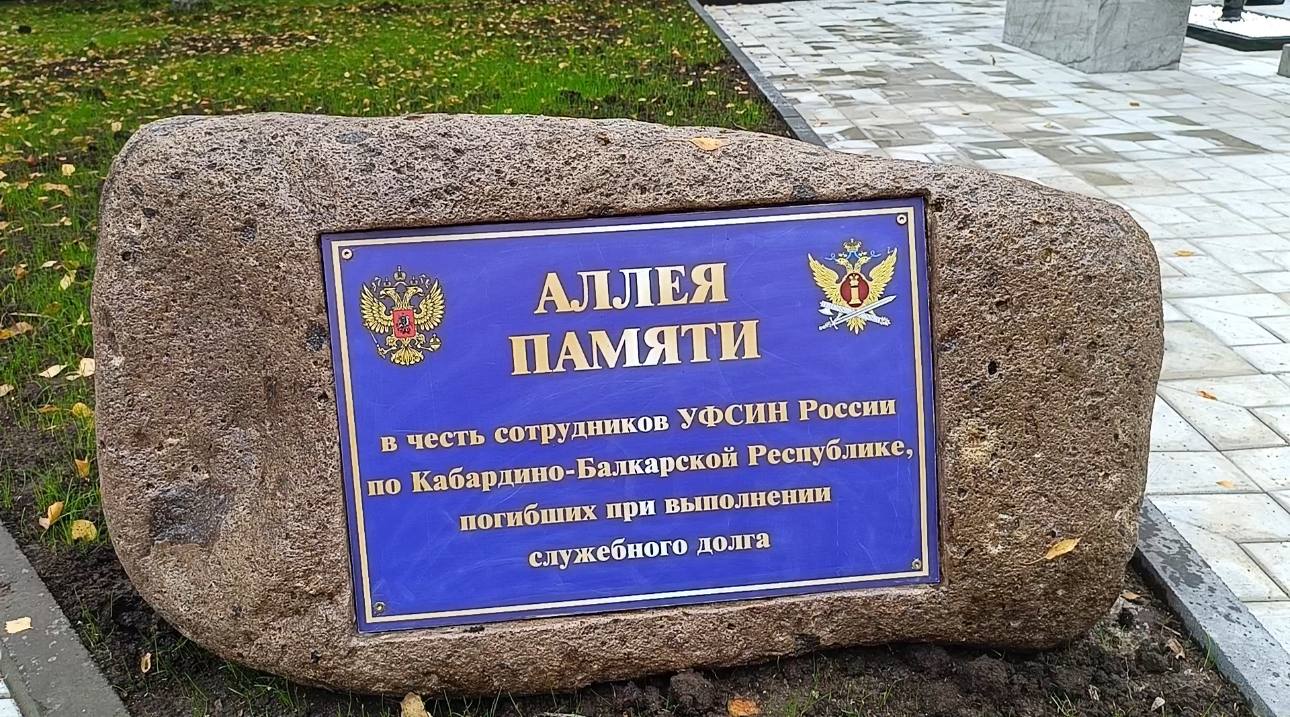 АЛЛЕЯ
ПАМЯТИ
в честь сотрудников УФСИН России
по Кабардино-Балкарской Республике,
погибших при выполнении
служебного долга